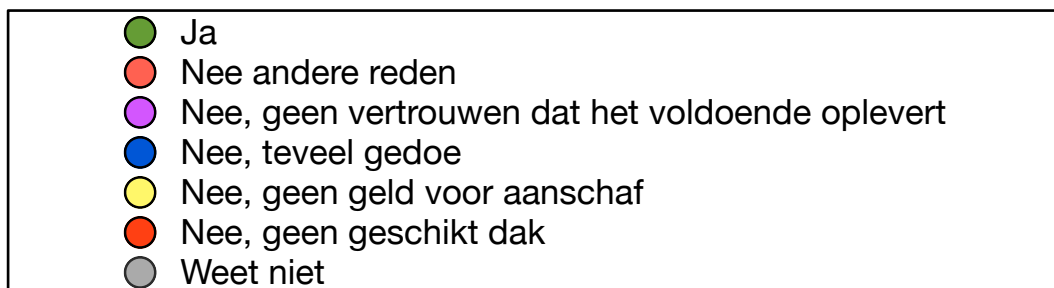 Ja
Nee andere reden
Nee, geen vertrouwen dat het voldoende oplevert
Nee, teveel gedoe
Nee, geen geld voor aanschaf
Nee, geen geschikt dak
Weet niet